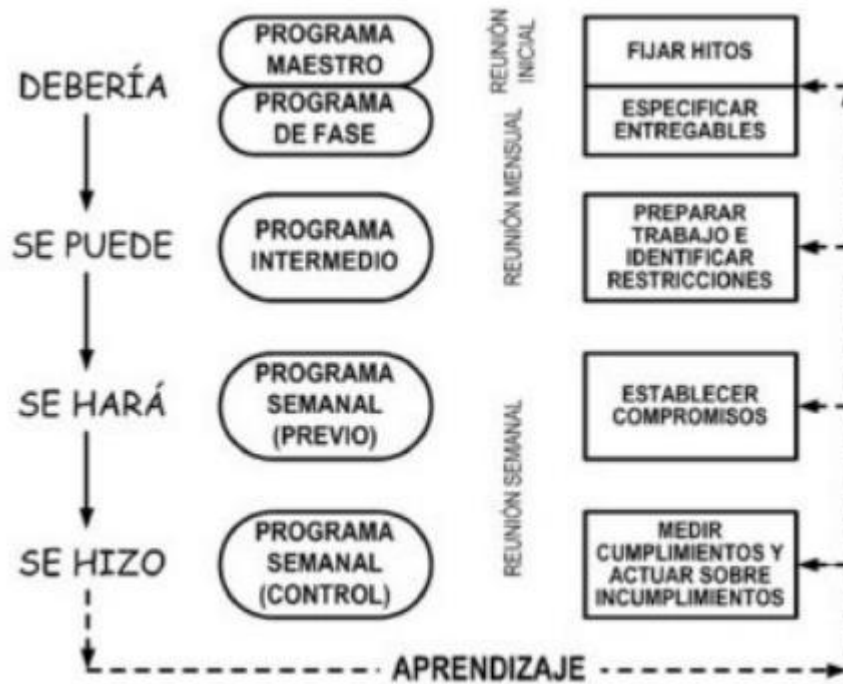 DEBERÍA
PROGRAMA
MAESTRO
PROGRAMA
DE FASE
REUNIÓN
INICIAL
FIJAR HITOS
ESPECIFICAR
ENTREGABLES
SE PUEDE
PROGRAMA
INTERMEDIO
REUNIÓN MENSUAL
PREPARAR
TRABAJO E
IDENTIFICAR
RESTRICCIONES
SE HARÁ
PROGRAMA
SEMANAL
(PREVIO)
REUNIÓN SEMANAL
ESTABLECER
COMPROMISOS
SE HIZO
PROGRAMA
SEMANAL
(CONTROL)
MEDIR
CUMPLIMIENTOS Y
ACTUAR SOBRE
INCUMPLIMIENTOS
APRENDIZAJE